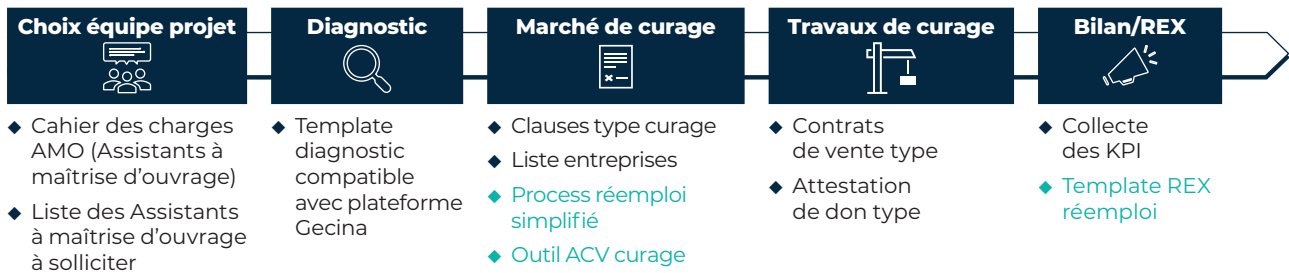 Choix équipe projet
Cahier des charges
AMO (Assistants à
maîtrise d'ouvrage)
Liste des Assistants
à maîtrise d'ouvrage
à solliciter
Diagnostic
Template
diagnostic
compatible
avec plateforme
Gecina
Marché de curage
Clauses type curage
Liste entreprises
Process réemploi
simplifié
Outil ACV curage
Travaux de curage
Contrats
de vente type
Attestation
de don type
Bilan/REX
Collecte
des KPI
Template REX
réemploi